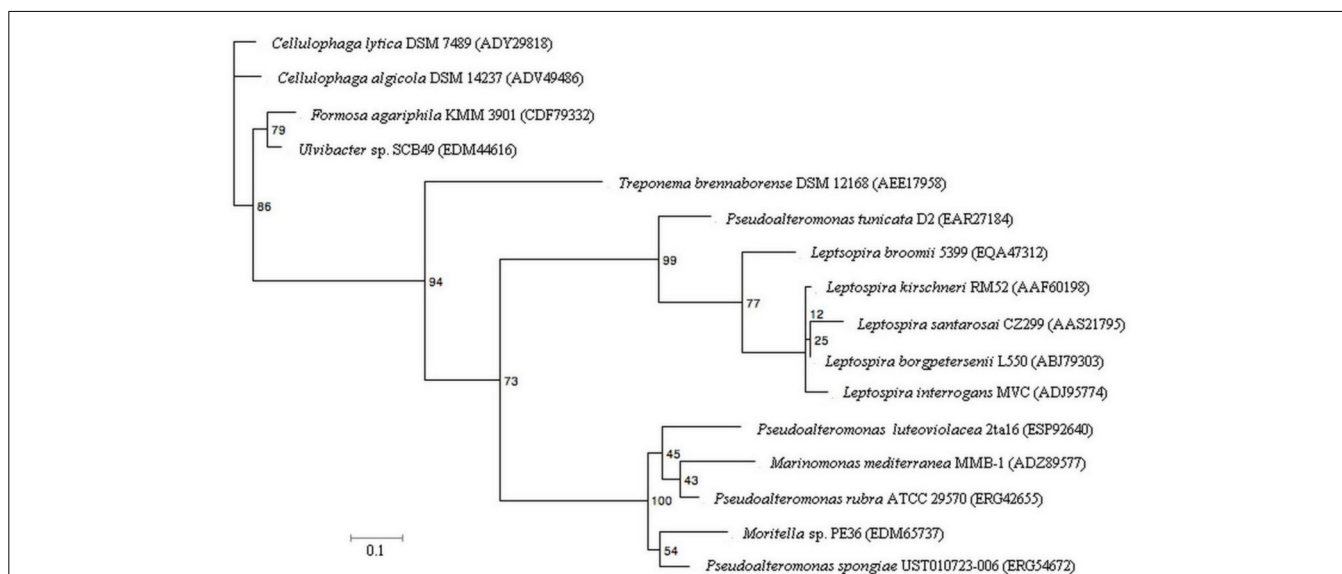 Cellulophaga lytica DSM 7489 (ADY29818)
Cellulophaga algicola DSM 14237 (ADV49486)
Formosa agariphila KMM 3901 (CDF79332)
79
Ulvibacter sp. SCB49 (EDM44616)
Treponema brennaborense DSM 12168 (AEE17958)
86
Pseudoalteromonas tunicata D2 (EAR27184)
Leptsopira broomii 5399 (EQA47312)
99
94
Leptospira kirschneri RM52 (AAF60198)
77
12
Leptospira santarosai CZ299 (AAS21795)
25
Leptospira borgpetersenii L550 (ABJ79303)
73
Leptospira interrogans MVC (ADJ95774)
Pseudoalteromonas luteoviolacea 2ta16 (ESP92640)
45
Marinomonas mediterranea MMB-1 (ADZ89577)
43
100
Pseudoalteromonas rubra ATCC 29570 (ERG42655)
Moritella sp. PE36 (EDM65737)
0.1
54
Pseudoalteromonas spongiae UST010723-006 (ERG54672)